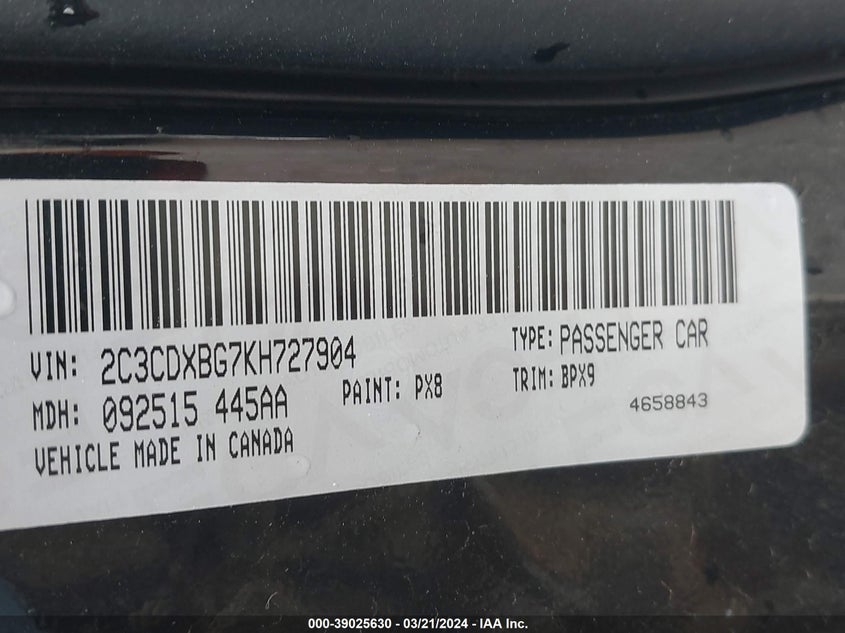 VIN: 2C3CDXBG7KH727904
TYPE: PASSENGER CAR
MDH: 092515 445AA
PAINT: PX8
TRIM: BPX9
4658843
VEHICLE MADE IN CANADA
000-39025630 - 03/21/2024 - IAA Inc.